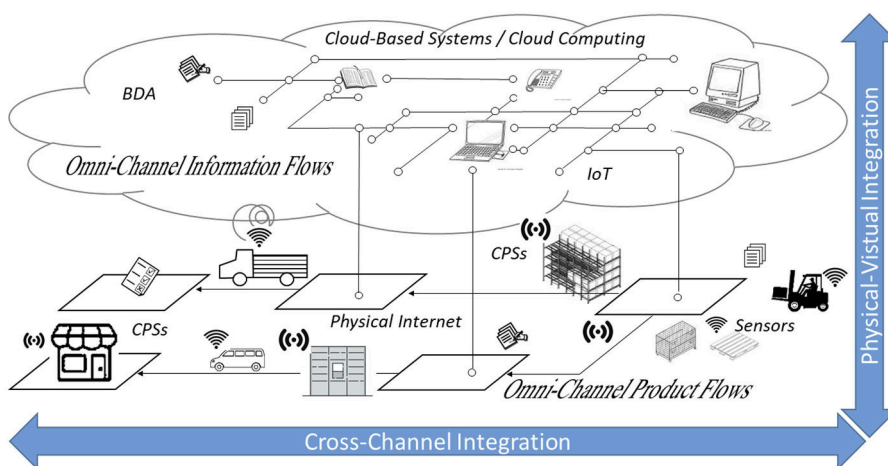 Cloud-Based Systems / Cloud Computing
BDA
Omni-Channel Information Flows
IoT
CPSs
CPSs
Physical Internet
Sensors
Omni-Channel Product Flows
Cross-Channel Integration
Physical-Vistual Integration